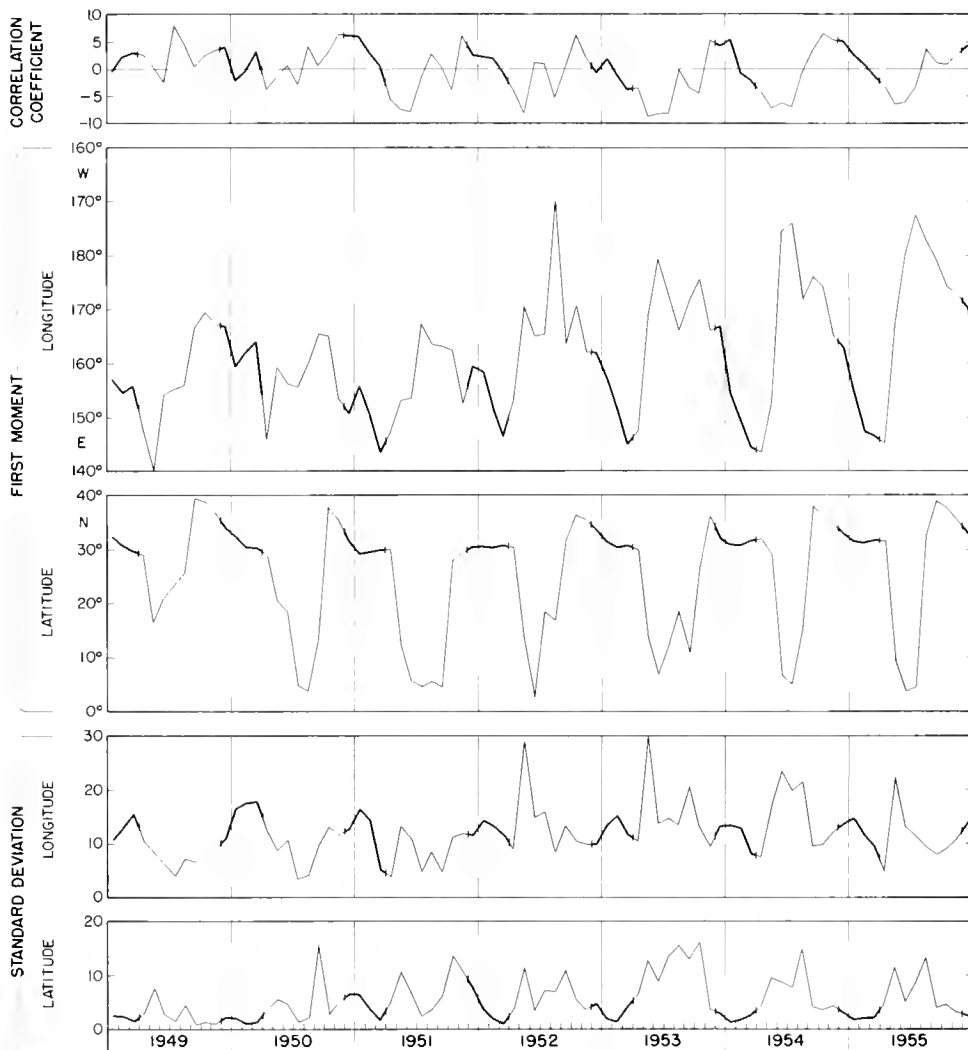 CORRELATION
COEFFICIENT
10
5
0
−5
−10
FIRST MOMENT
LONGITUDE
160°
W
170°
180°
170°
160°
150°
E
140°
LATITUDE
40°
N
30°
20°
10°
0°
STANDARD DEVIATION
LONGITUDE
30
20
10
0
LATITUDE
20
10
0
1949 1950 1951 1952 1953 1954 1955